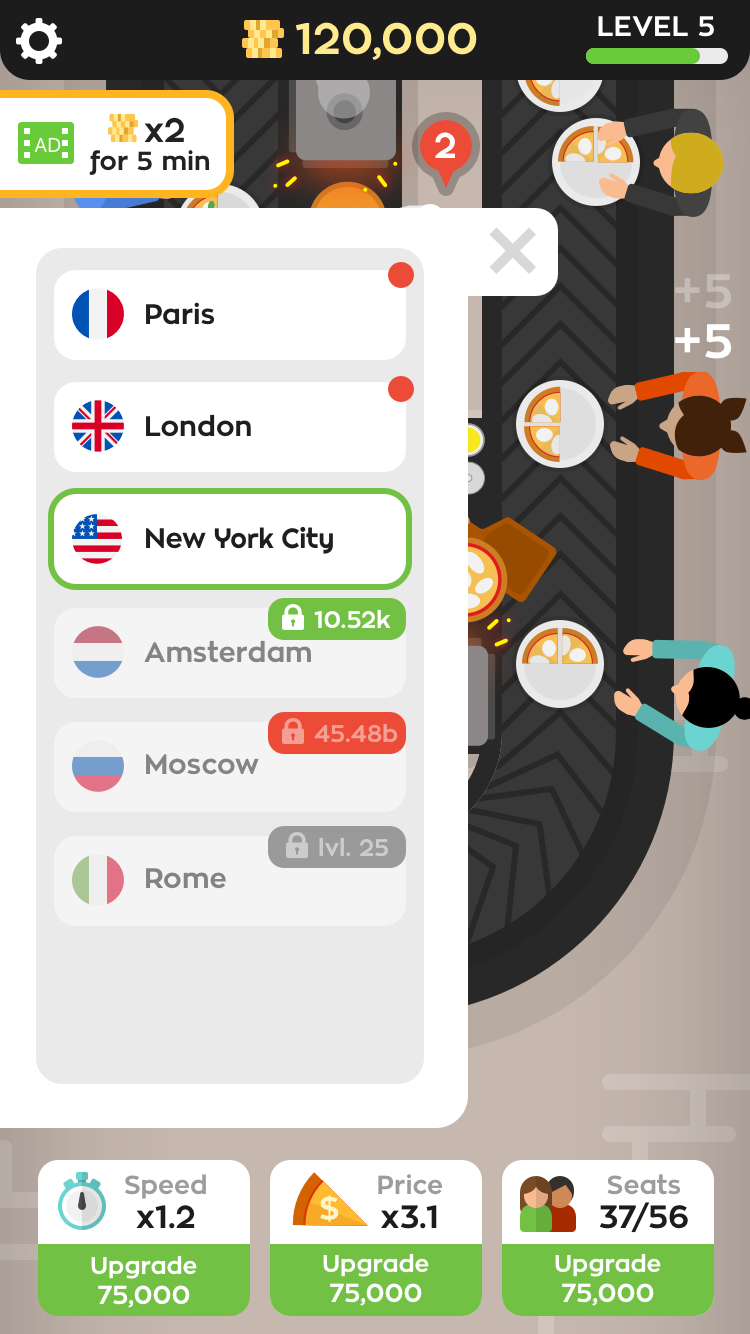 120,000
LEVEL 5
AD
x2
for 5 min
2
+5
+5
Paris
London
New York City
10.52k
Amsterdam
45.48b
Moscow
lvl. 25
Rome
Speed
x1.2
Upgrade
75,000
$
Price
x3.1
Upgrade
75,000
Seats
37/56
Upgrade
75,000